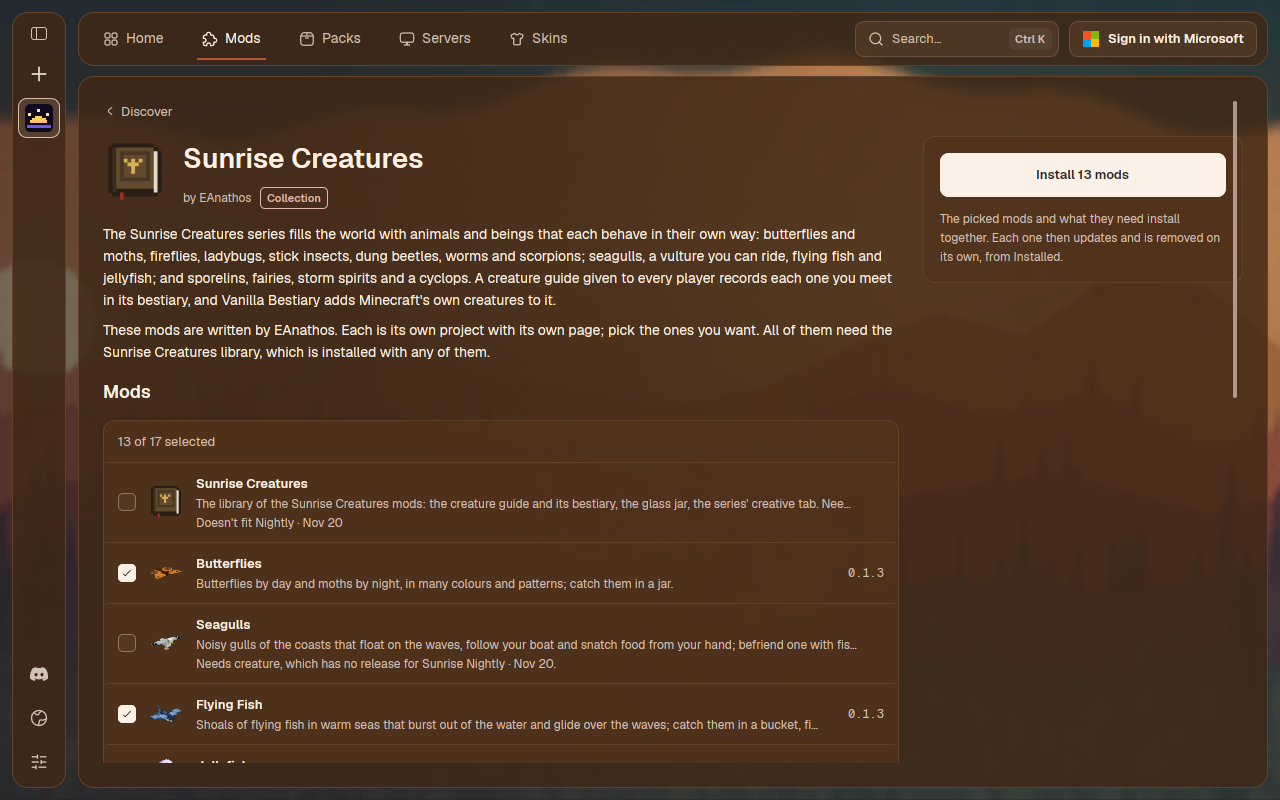 Home
Mods
Packs
Servers
Skins
Search...
Ctrl K
Sign in with Microsoft
Discover
Sunrise Creatures
by EAnathos
Collection
The Sunrise Creatures series fills the world with animals and beings that each behave in their own way: butterflies and
moths, fireflies, ladybugs, stick insects, dung beetles, worms and scorpions; seagulls, a vulture you can ride, flying fish and
jellyfish; and sporelins, fairies, storm spirits and a cyclops. A creature guide given to every player records each one you meet
in its bestiary, and Vanilla Bestiary adds Minecraft's own creatures to it.
These mods are written by EAnathos. Each is its own project with its own page; pick the ones you want. All of them need the
Sunrise Creatures library, which is installed with any of them.
Install 13 mods
The picked mods and what they need install
together. Each one then updates and is removed on
its own, from Installed.
Mods
13 of 17 selected
Sunrise Creatures
The library of the Sunrise Creatures mods: the creature guide and its bestiary, the glass jar, the series' creative tab. Nee...
Doesn't fit Nightly · Nov 20
Butterflies
Butterflies by day and moths by night, in many colours and patterns; catch them in a jar.
0.1.3
Seagulls
Noisy gulls of the coasts that float on the waves, follow your boat and snatch food from your hand; befriend one with fis...
Needs creature, which has no release for Sunrise Nightly · Nov 20.
Flying Fish
Shoals of flying fish in warm seas that burst out of the water and glide over the waves; catch them in a bucket, fi...
0.1.3